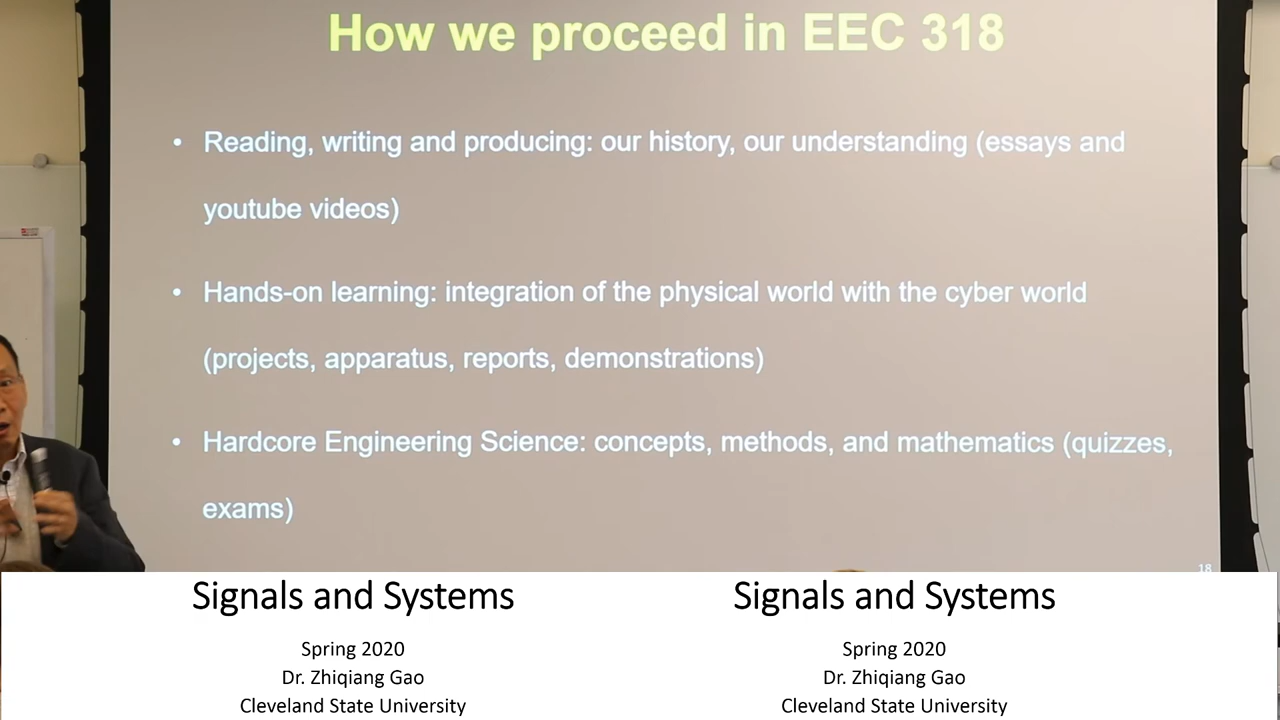 How we proceed in EEC 318
• Reading, writing and producing: our history, our understanding (essays and
youtube videos)
• Hands-on learning: integration of the physical world with the cyber world
(projects, apparatus, reports, demonstrations)
• Hardcore Engineering Science: concepts, methods, and mathematics (quizzes,
exams)
18
Signals and Systems
Spring 2020
Dr. Zhiqiang Gao
Cleveland State University
Signals and Systems
Spring 2020
Dr. Zhiqiang Gao
Cleveland State University